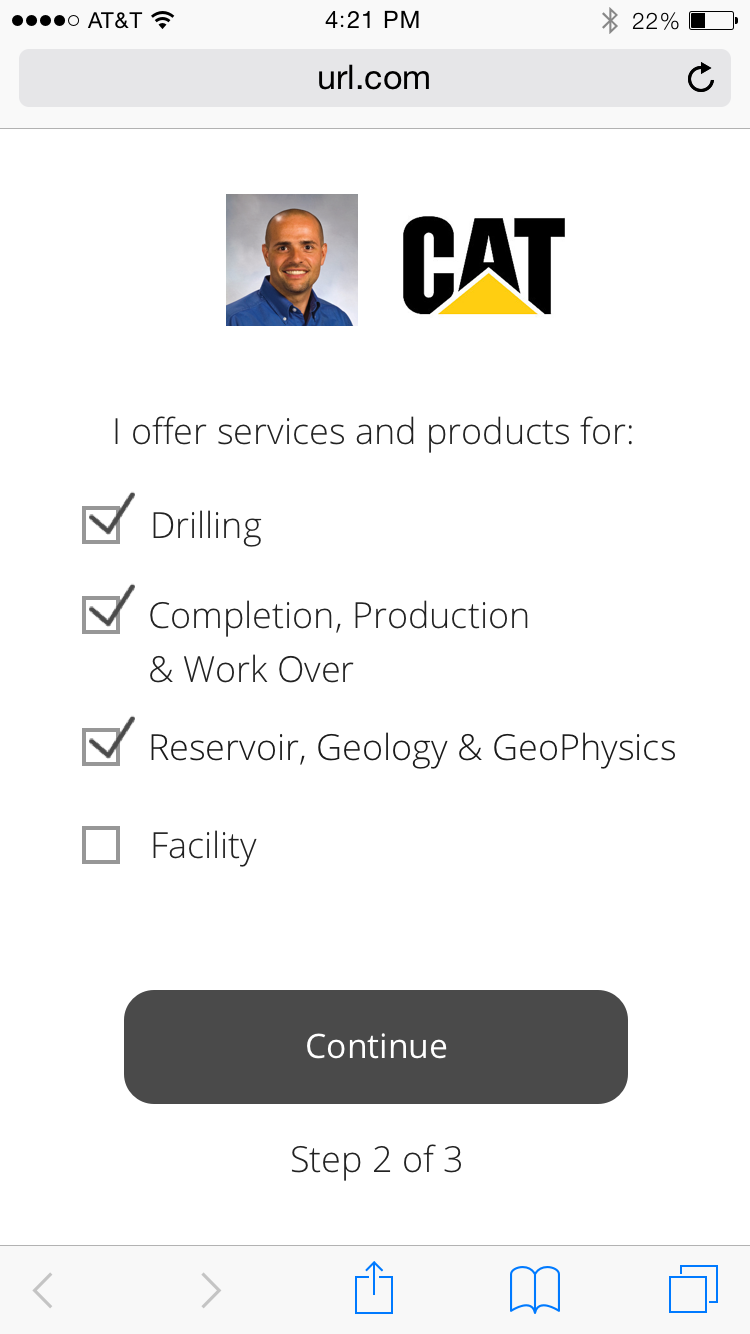 AT&T 4:21 PM 22%
url.com
CAT
I offer services and products for:
Drilling
Completion, Production
& Work Over
Reservoir, Geology & GeoPhysics
Facility
Continue
Step 2 of 3